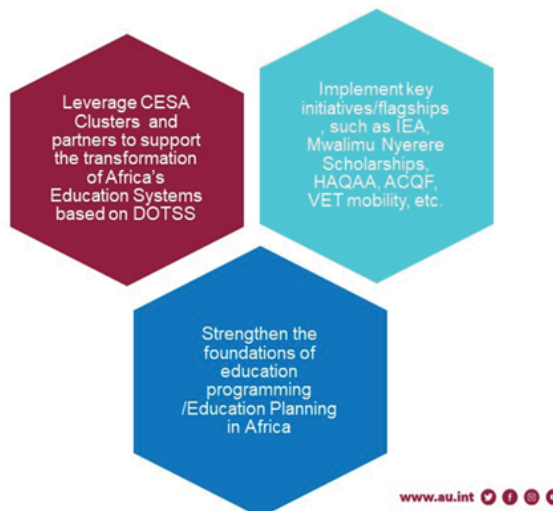 Leverage CESA
Clusters and
partners to support
the transformation
of Africa's
Education Systems
based on DOTSS
Implement key
initiatives/flagships
, such as IEA,
Mwalimu Nyerere
Scholarships,
HAQAA, ACQF,
VET mobility, etc.
Strengthen the
foundations of
education
programming
/Education Planning
in Africa
www.au.int